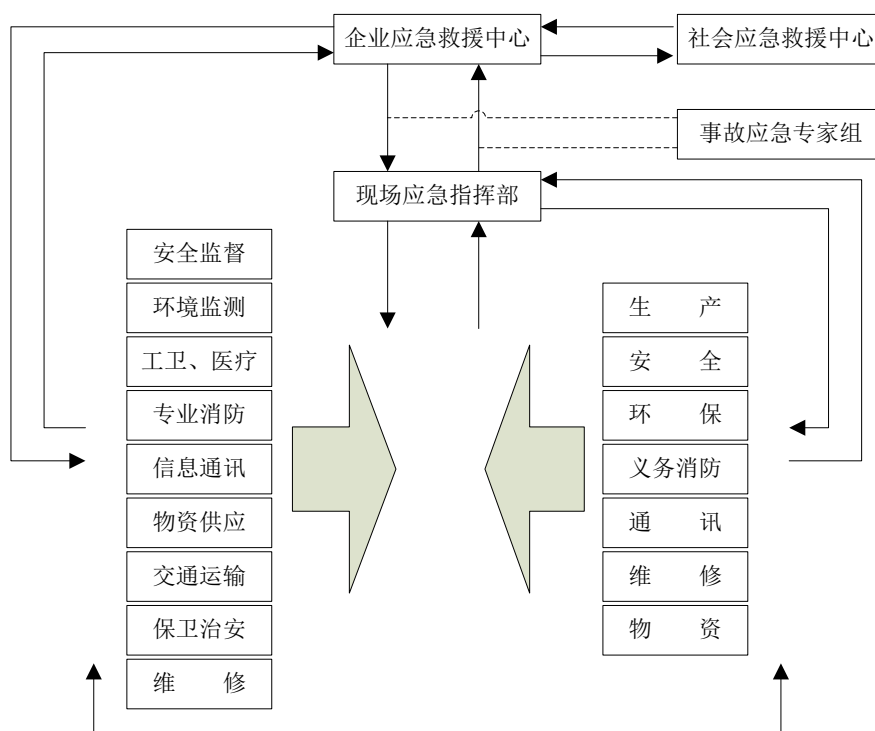 企业应急救援中心
社会应急救援中心
事故应急专家组
现场应急指挥部
安全监督
环境监测
工卫、医疗
专业消防
信息通讯
物资供应
交通运输
保卫治安
维　　修
生　　产
安　　全
环　　保
义务消防
通　　讯
维　　修
物　　资